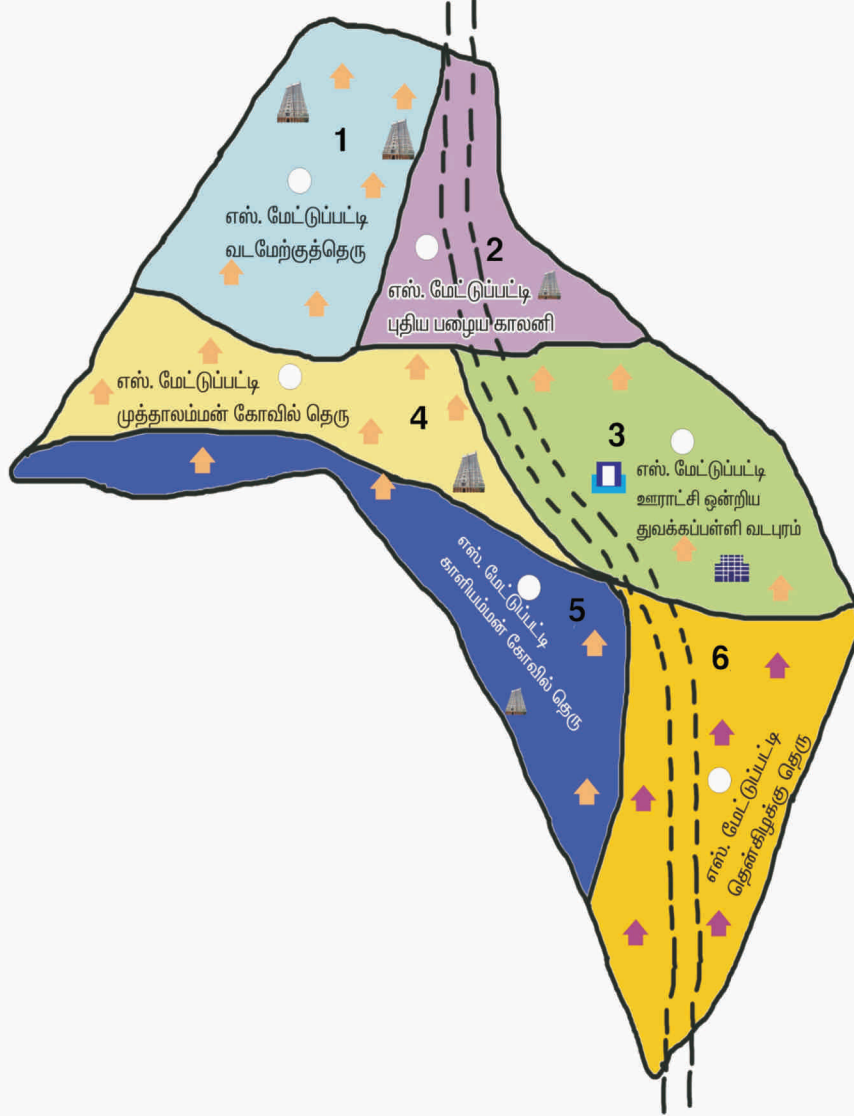 1
எஸ். மேட்டுப்பட்டி
வடமேற்குத்தெரு
2
எஸ். மேட்டுப்பட்டி
புதிய பழைய காலனி
எஸ். மேட்டுப்பட்டி
முத்தாலம்மன் கோவில் தெரு
4
3
எஸ். மேட்டுப்பட்டி
ஊராட்சி ஒன்றிய
துவக்கப்பள்ளி வடபுரம்
எஸ். மேட்டுப்பட்டி
காளியம்மன் கோவில் தெரு
5
6
எஸ். மேட்டுப்பட்டி
தென்கிழக்கு தெரு